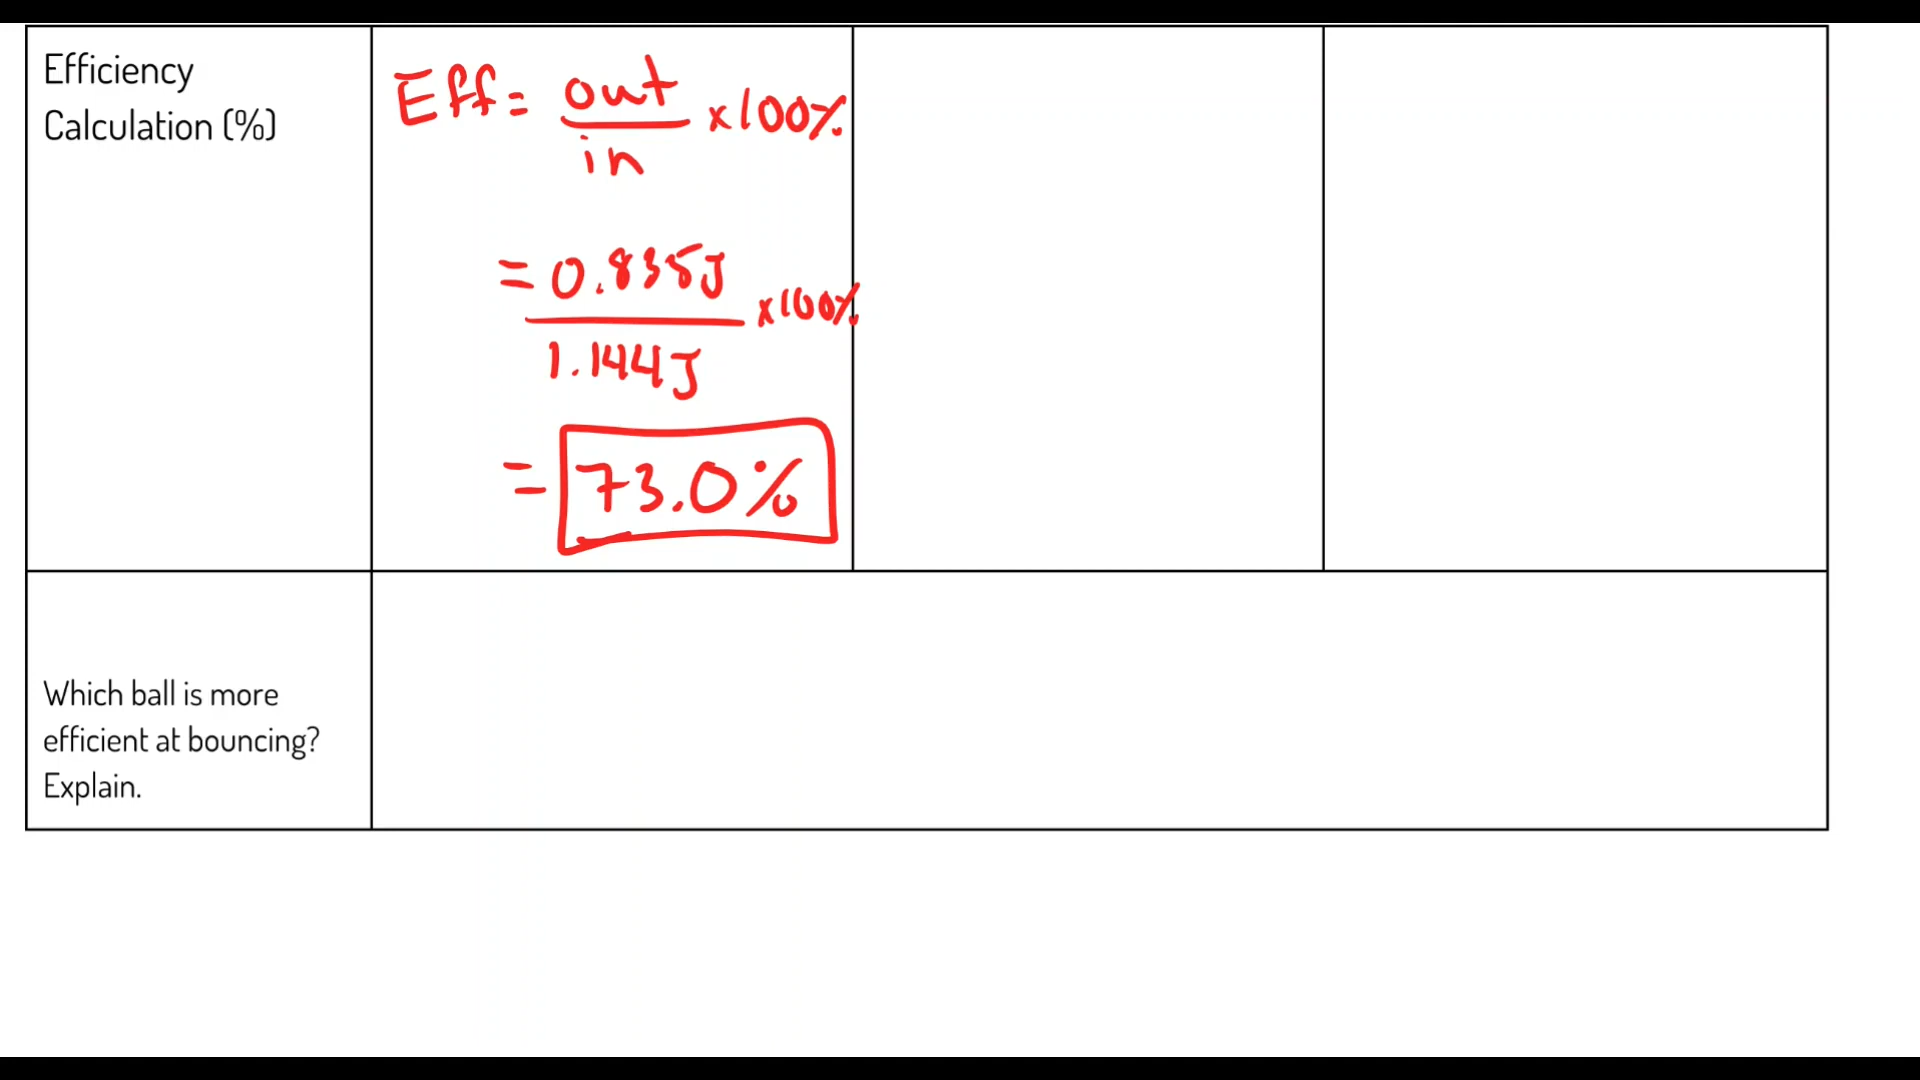 Efficiency
Calculation (%)
Eff = out
in
x100%
= 0.835J
1.144J
x100%
= 73.0%
Which ball is more
efficient at bouncing?
Explain.